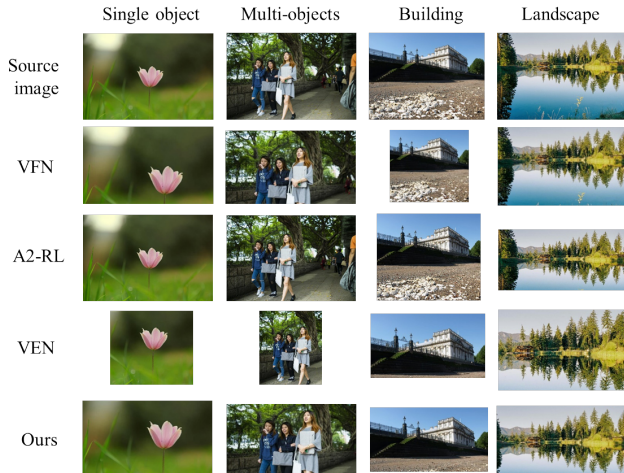 Single object Multi-objects Building Landscape
Source
image
VFN
A2-RL
VEN
Ours